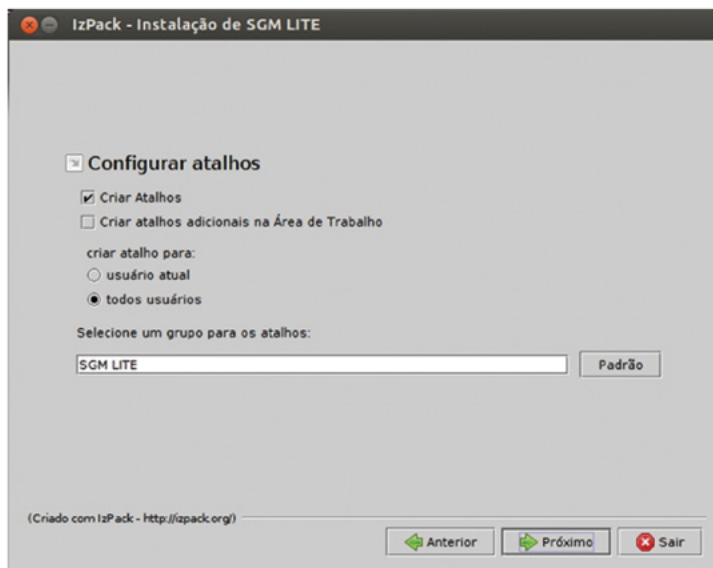 IzPack - Instalação de SGM LITE
Configurar atalhos
Criar Atalhos
Criar atalhos adicionais na Área de Trabalho
criar atalho para:
usuário atual
todos usuários
Selecione um grupo para os atalhos:
SGM LITE
Padrão
(Criado com IzPack - http://izpack.org/)
Anterior
Próximo
Sair